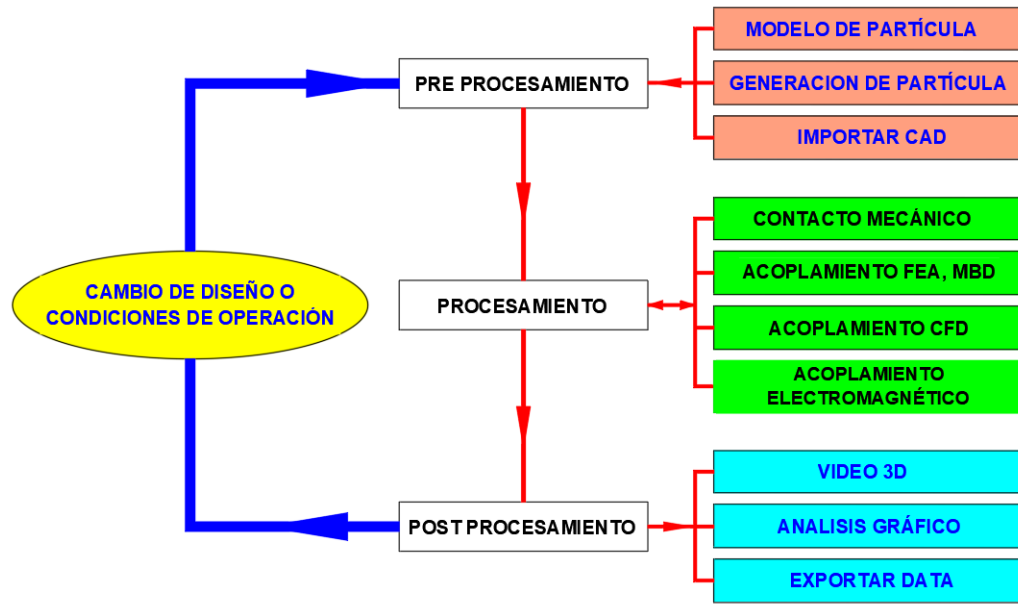 MODELO DE PARTÍCULA
PRE PROCESAMIENTO
GENERACION DE PARTÍCULA
IMPORTAR CAD
CONTACTO MECÁNICO
ACOPLAMIENTO FEA, MBD
CAMBIO DE DISEÑO O
CONDICIONES DE OPERACIÓN
PROCESAMIENTO
ACOPLAMIENTO CFD
ACOPLAMIENTO
ELECTROMAGNÉTICO
VIDEO 3D
POST PROCESAMIENTO
ANALISIS GRÁFICO
EXPORTAR DATA